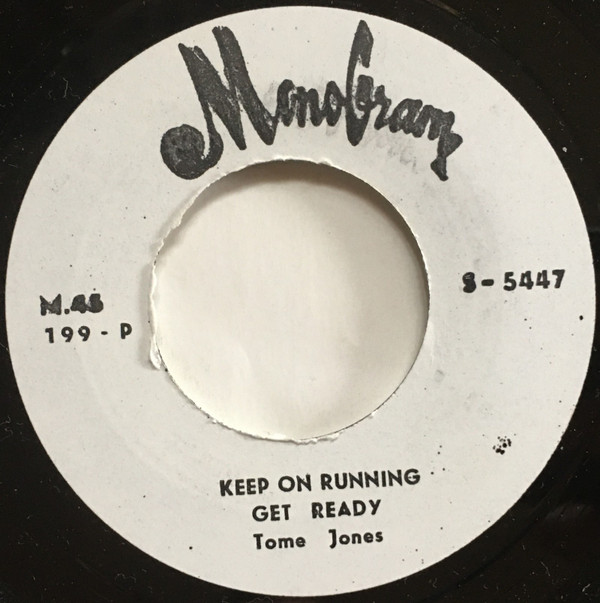 MonoGram
M.45
199 - P
S - 5447
KEEP ON RUNNING
GET READY
Tome Jones